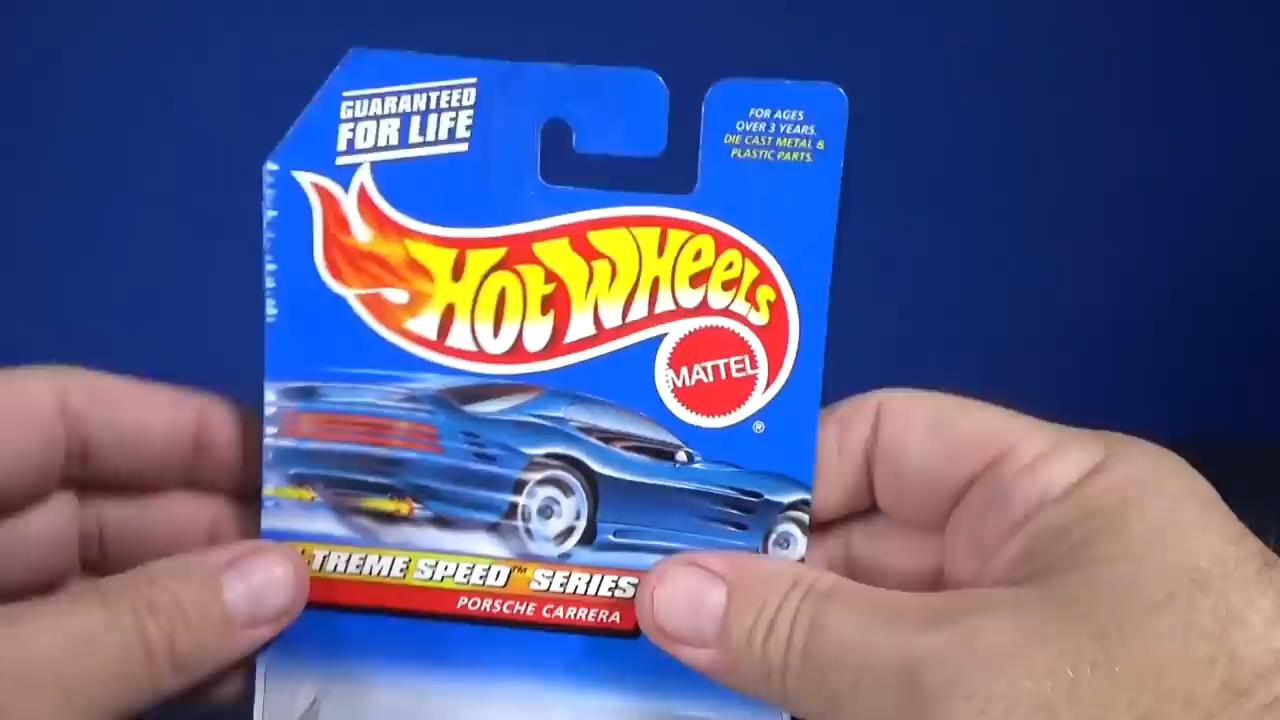 GUARANTEED
FOR LIFE
FOR AGES
OVER 3 YEARS.
DIE CAST METAL &
PLASTIC PARTS.
HOT WHEELS
MATTEL
®
-TREME SPEED™ SERIES
PORSCHE CARRERA